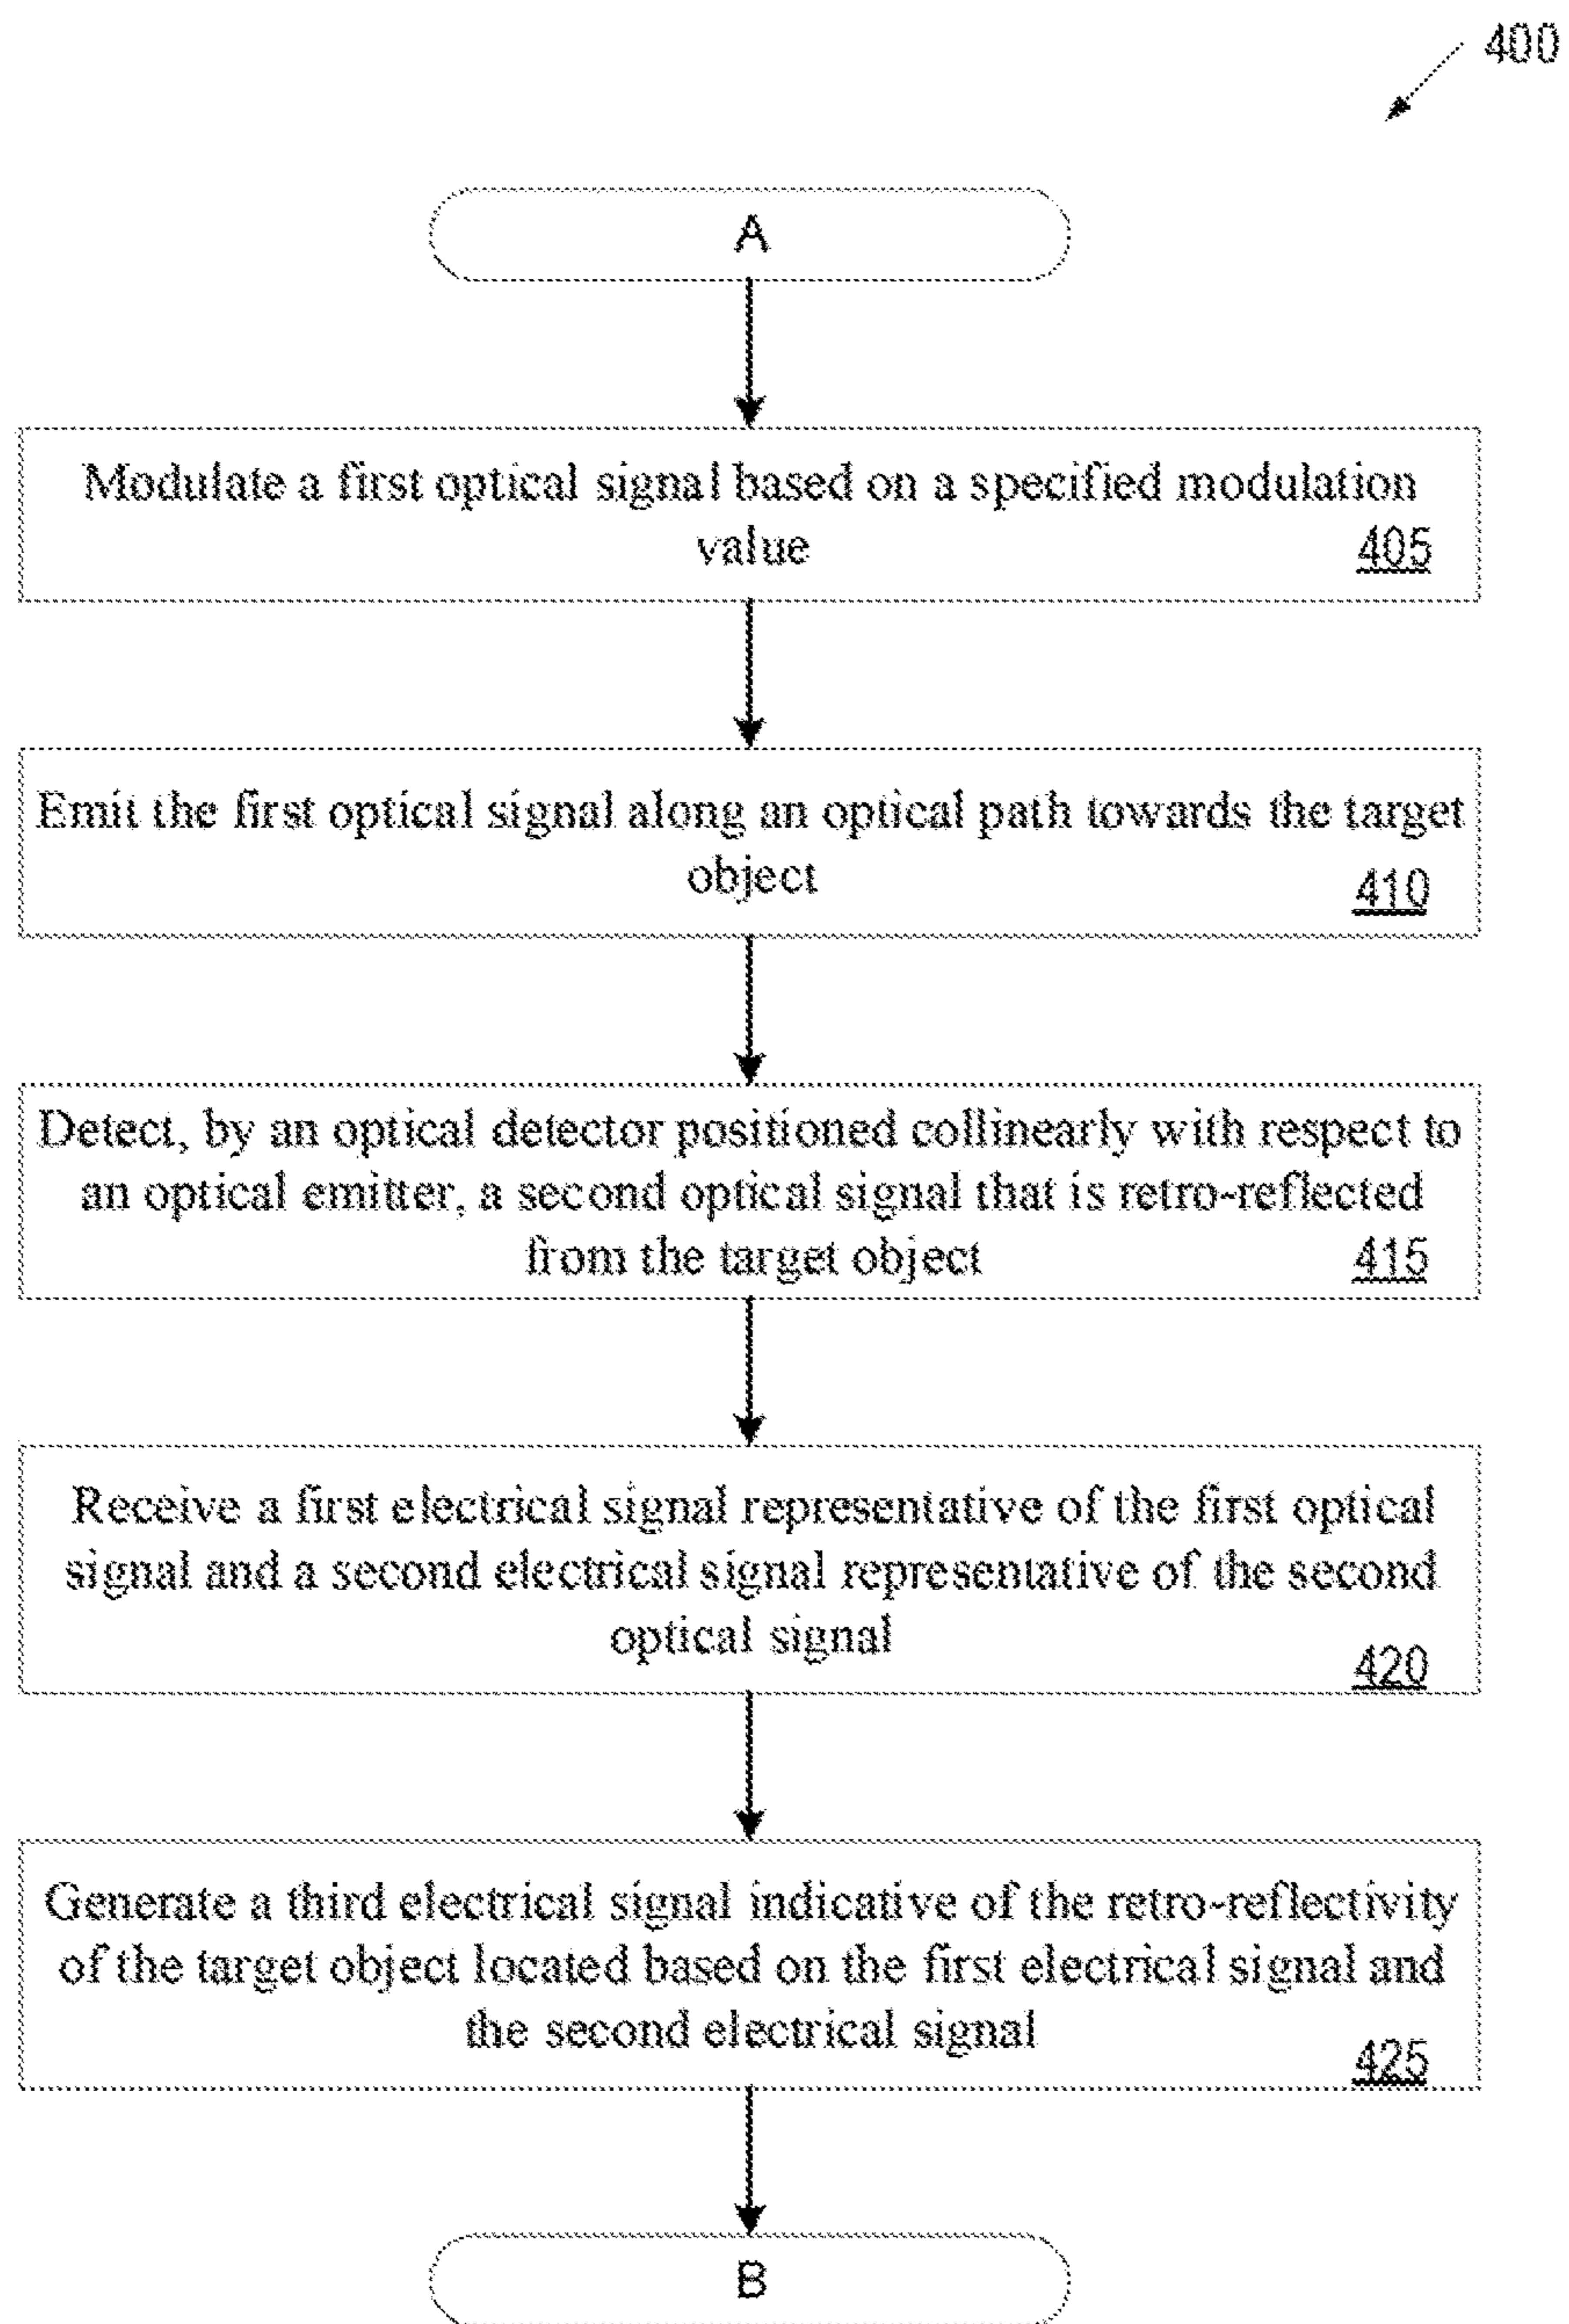 400
A
Modulate a first optical signal based on a specified modulation
value
405
Emit the first optical signal along an optical path towards the target
object
410
Detect, by an optical detector positioned collinearly with respect to
an optical emitter, a second optical signal that is retro-reflected
from the target object
415
Receive a first electrical signal representative of the first optical
signal and a second electrical signal representative of the second
optical signal
420
Generate a third electrical signal indicative of the retro-reflectivity
of the target object located based on the first electrical signal and
the second electrical signal
425
B